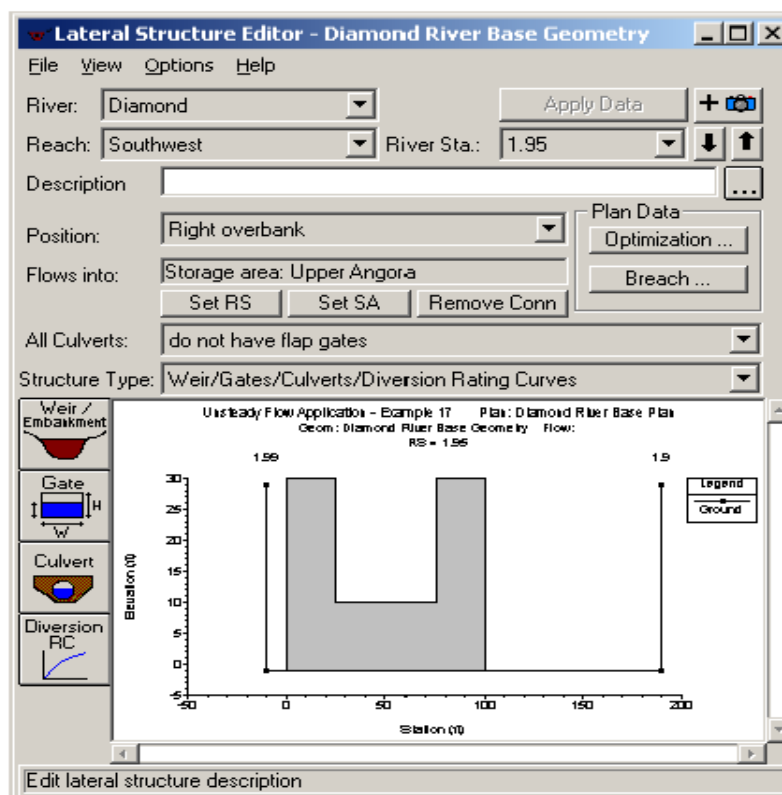 Lateral Structure Editor - Diamond River Base Geometry
File View Options Help
River: Diamond Apply Data +
Reach: Southwest River Sta.: 1.95
Description ...
Plan Data
Position: Right overbank Optimization ...
Flows into: Storage area: Upper Angora Breach ...
Set RS Set SA Remove Conn
All Culverts: do not have flap gates
Structure Type: Weir/Gates/Culverts/Diversion Rating Curves
Weir /
Embankment
Gate
H
W
Culvert
Diversion
RC
Unsteady Flow Application - Example 17 Plan: Diamond River Base Plan
Geom: Diamond River Base Geometry Flow:
RS = 1.95
1.99 1.9
Legend
Ground
30
25
20
15
10
5
0
-5
Elevation (ft)
-50 0 50 100 150 200
Station (ft)
Edit lateral structure description